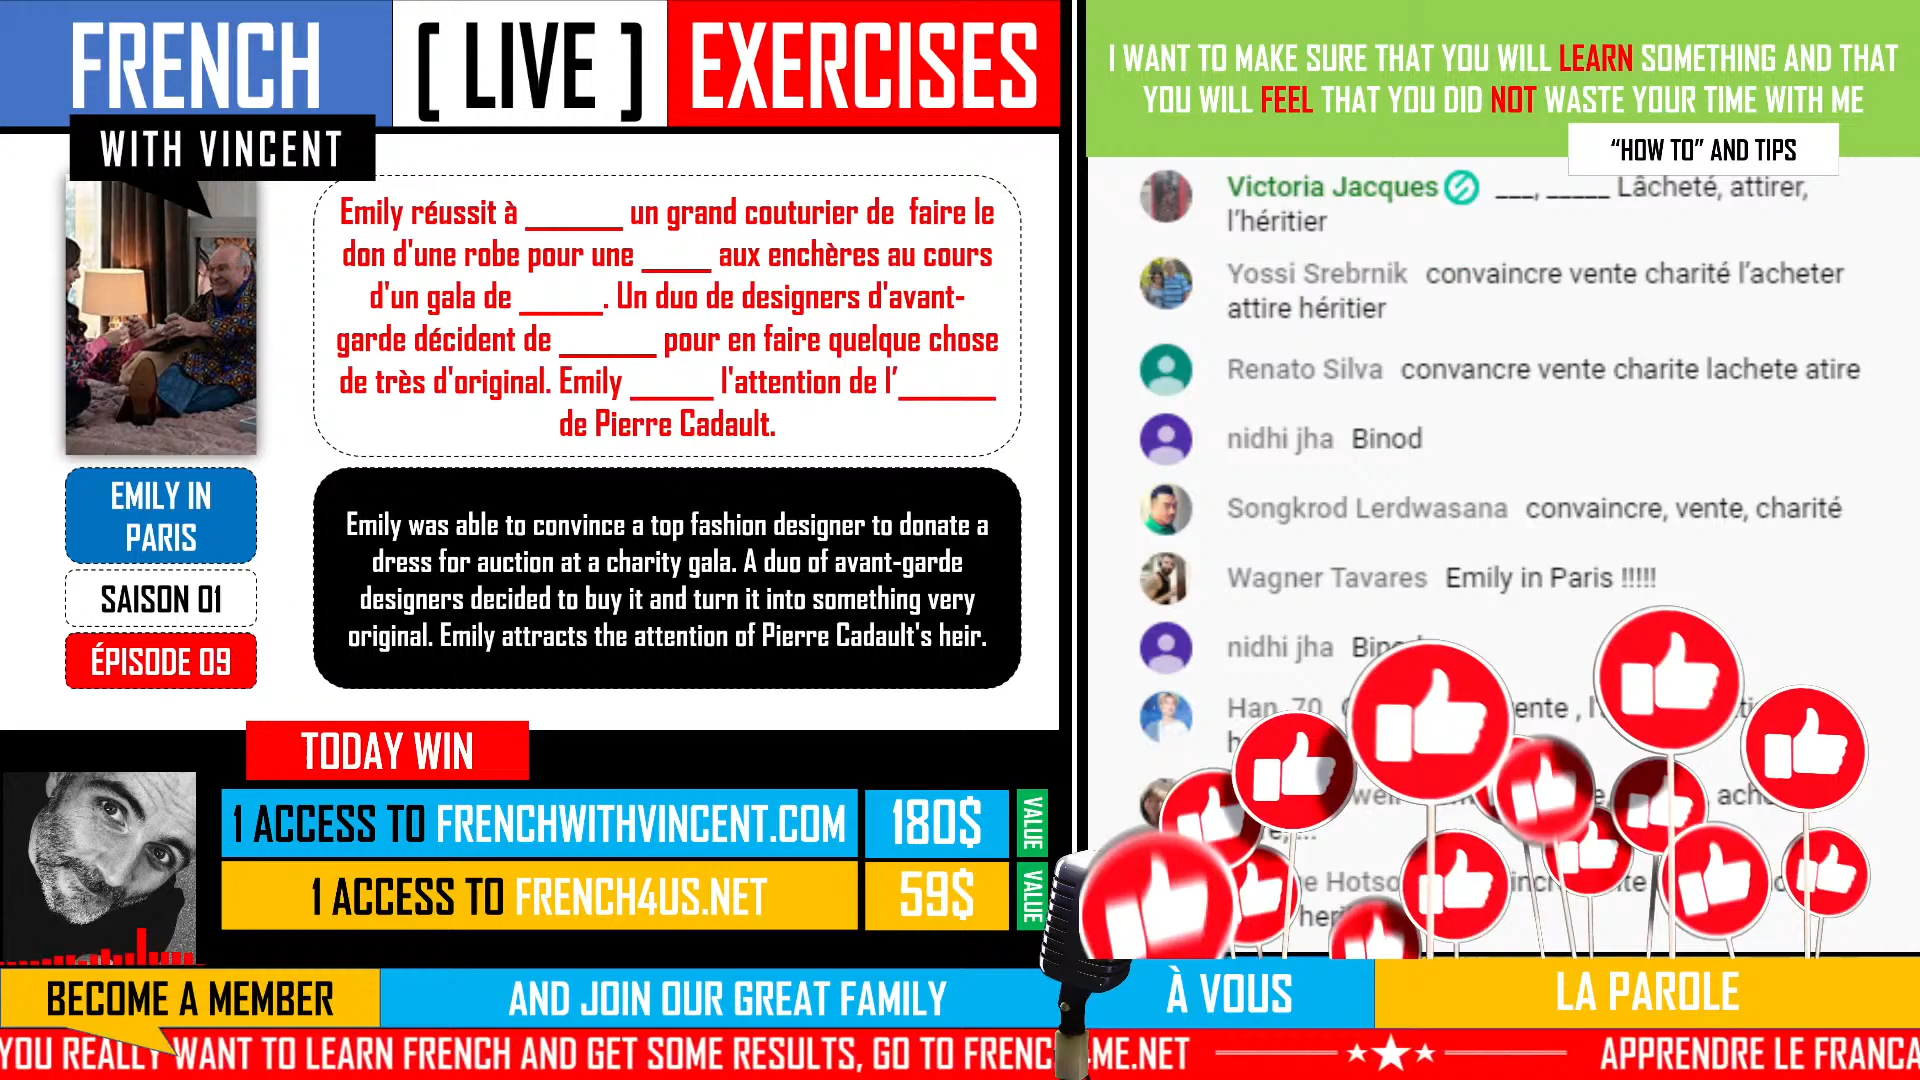 FRENCH [ LIVE ] EXERCISES
WITH VINCENT
Emily réussit à _______ un grand couturier de faire le
don d'une robe pour une _____ aux enchères au cours
d'un gala de ______. Un duo de designers d'avant-
garde décident de _______ pour en faire quelque chose
de très d'original. Emily ______ l'attention de l'_______
de Pierre Cadault.
EMILY IN
PARIS
SAISON 01
ÉPISODE 09
Emily was able to convince a top fashion designer to donate a
dress for auction at a charity gala. A duo of avant-garde
designers decided to buy it and turn it into something very
original. Emily attracts the attention of Pierre Cadault's heir.
TODAY WIN
1 ACCESS TO FRENCHWITHVINCENT.COM 180$ VALUE
1 ACCESS TO FRENCH4US.NET 59$ VALUE
I WANT TO MAKE SURE THAT YOU WILL LEARN SOMETHING AND THAT
YOU WILL FEEL THAT YOU DID NOT WASTE YOUR TIME WITH ME
“HOW TO” AND TIPS
Victoria Jacques ___, _____ Lâcheté, attirer,
l'héritier
Yossi Srebrnik convaincre vente charité l'acheter
attire héritier
Renato Silva convancre vente charite lachete atire
nidhi jha Binod
Songkrod Lerdwasana convaincre, vente, charité
Wagner Tavares Emily in Paris !!!!!
nidhi jha
Han
BECOME A MEMBER AND JOIN OUR GREAT FAMILY
À VOUS LA PAROLE
YOU REALLY WANT TO LEARN FRENCH AND GET SOME RESULTS, GO TO FRENC ME.NET
APPRENDRE LE FRANCA